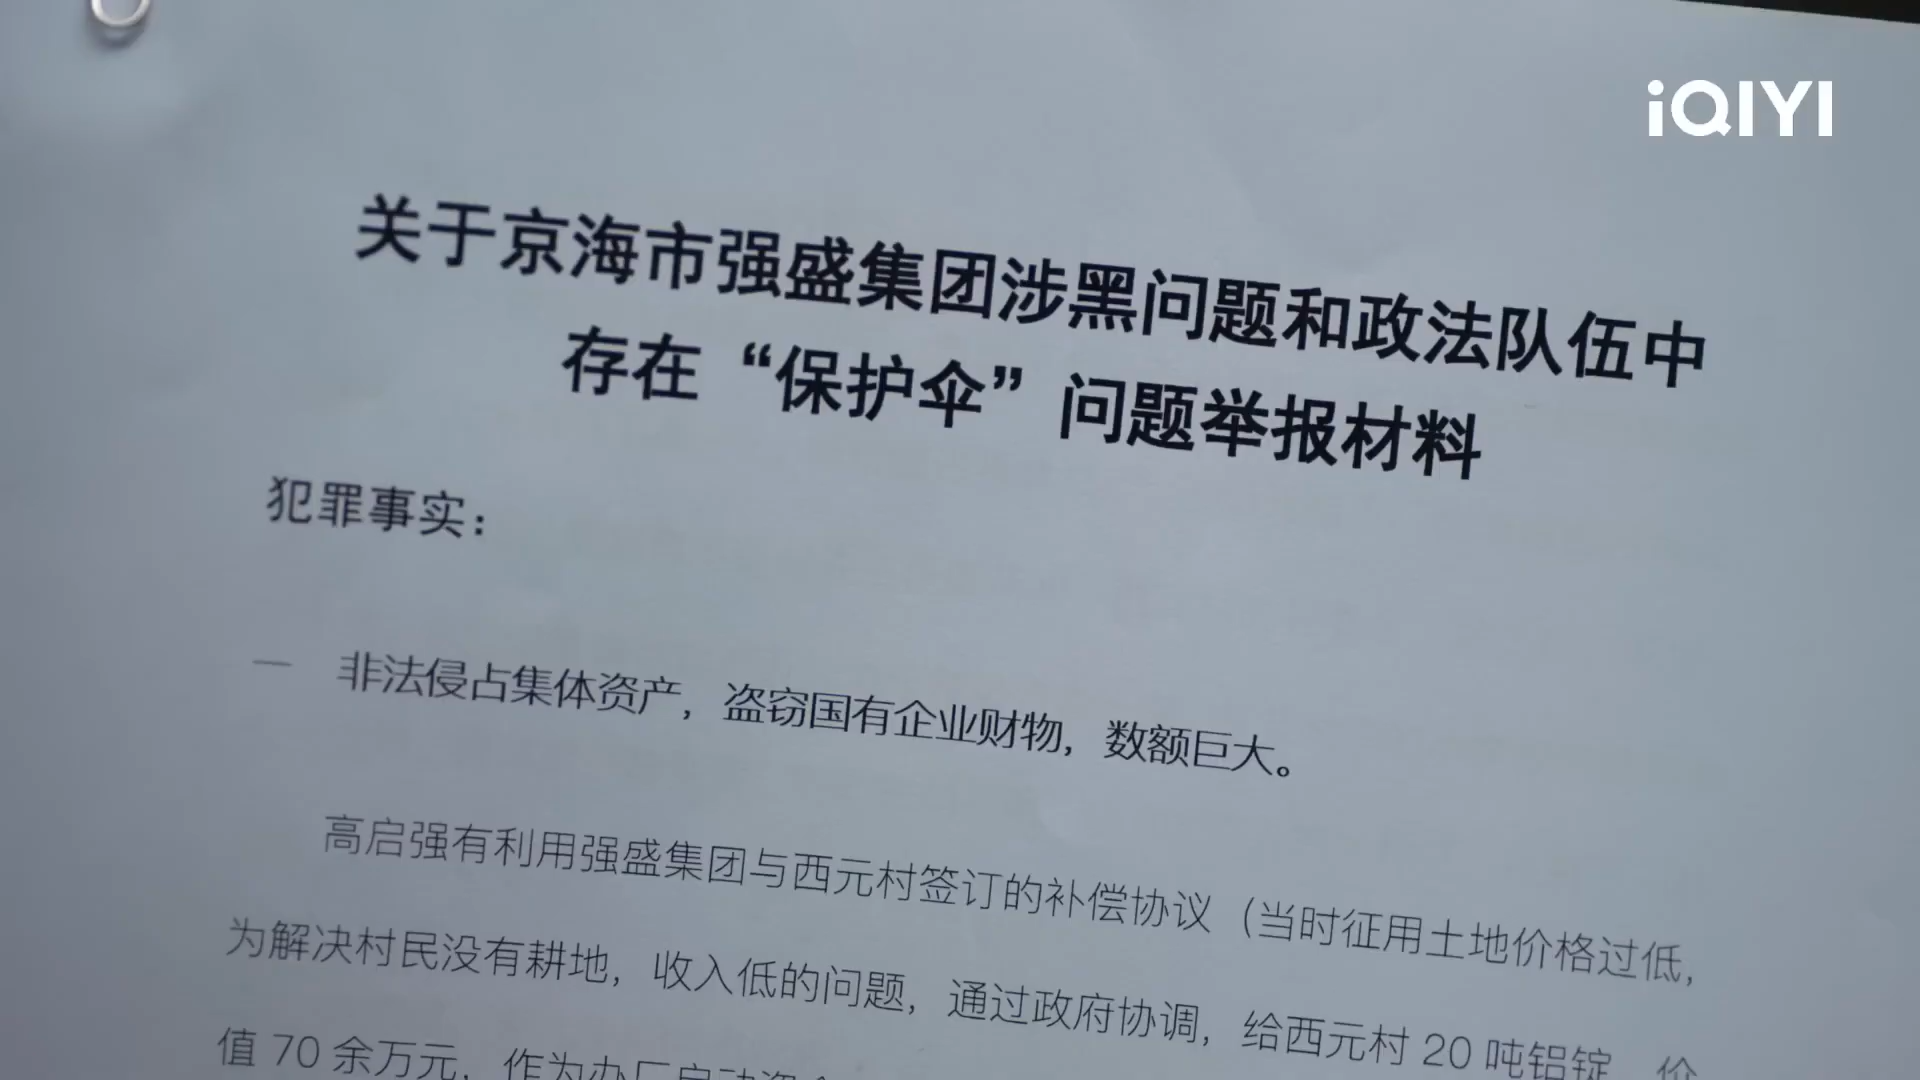 iQIYI
关于京海市强盛集团涉黑问题和政法队伍中
存在“保护伞”问题举报材料
犯罪事实：
一 非法侵占集体资产，盗窃国有企业财物，数额巨大。
高启强有利用强盛集团与西元村签订的补偿协议（当时征用土地价格过低，
为解决村民没有耕地，收入低的问题，通过政府协调，给西元村 20 吨铝锭，价
值 70 余万元，作为办厂启动资金